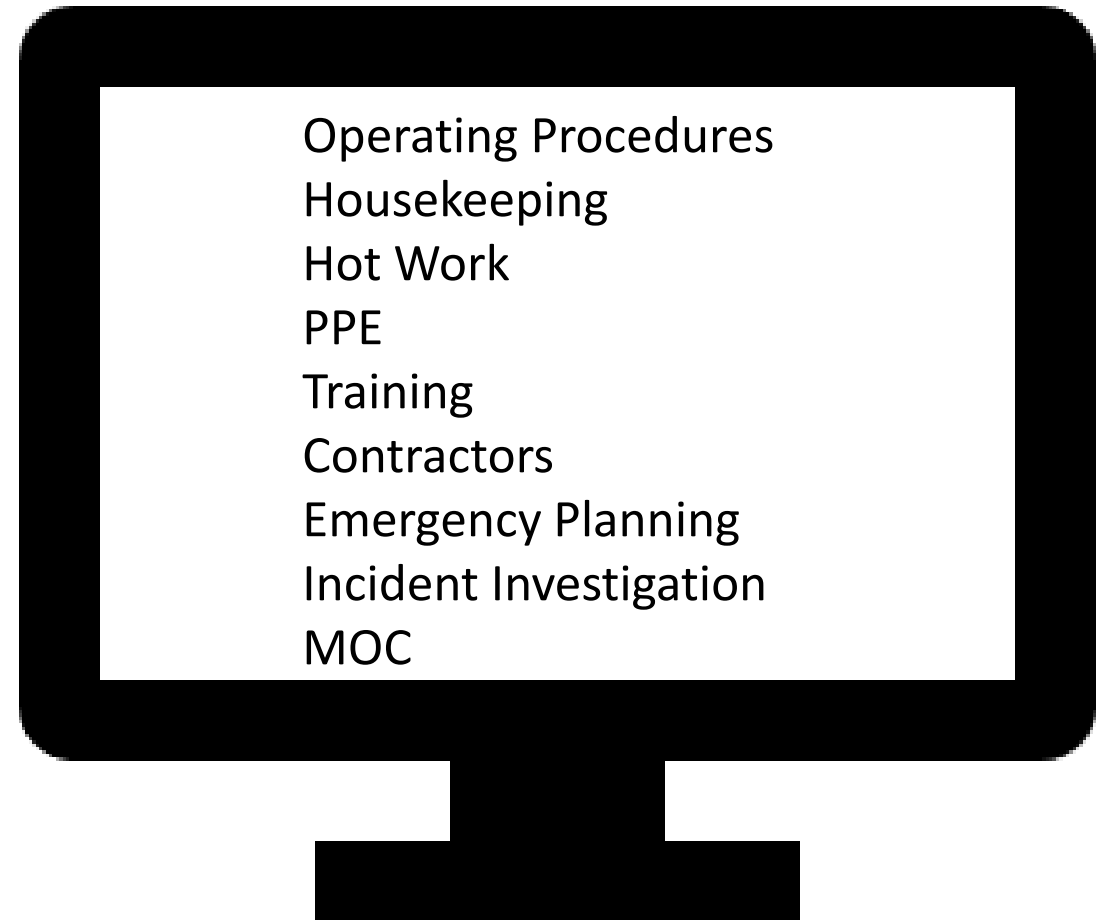 Operating Procedures
Housekeeping
Hot Work
PPE
Training
Contractors
Emergency Planning
Incident Investigation
MOC